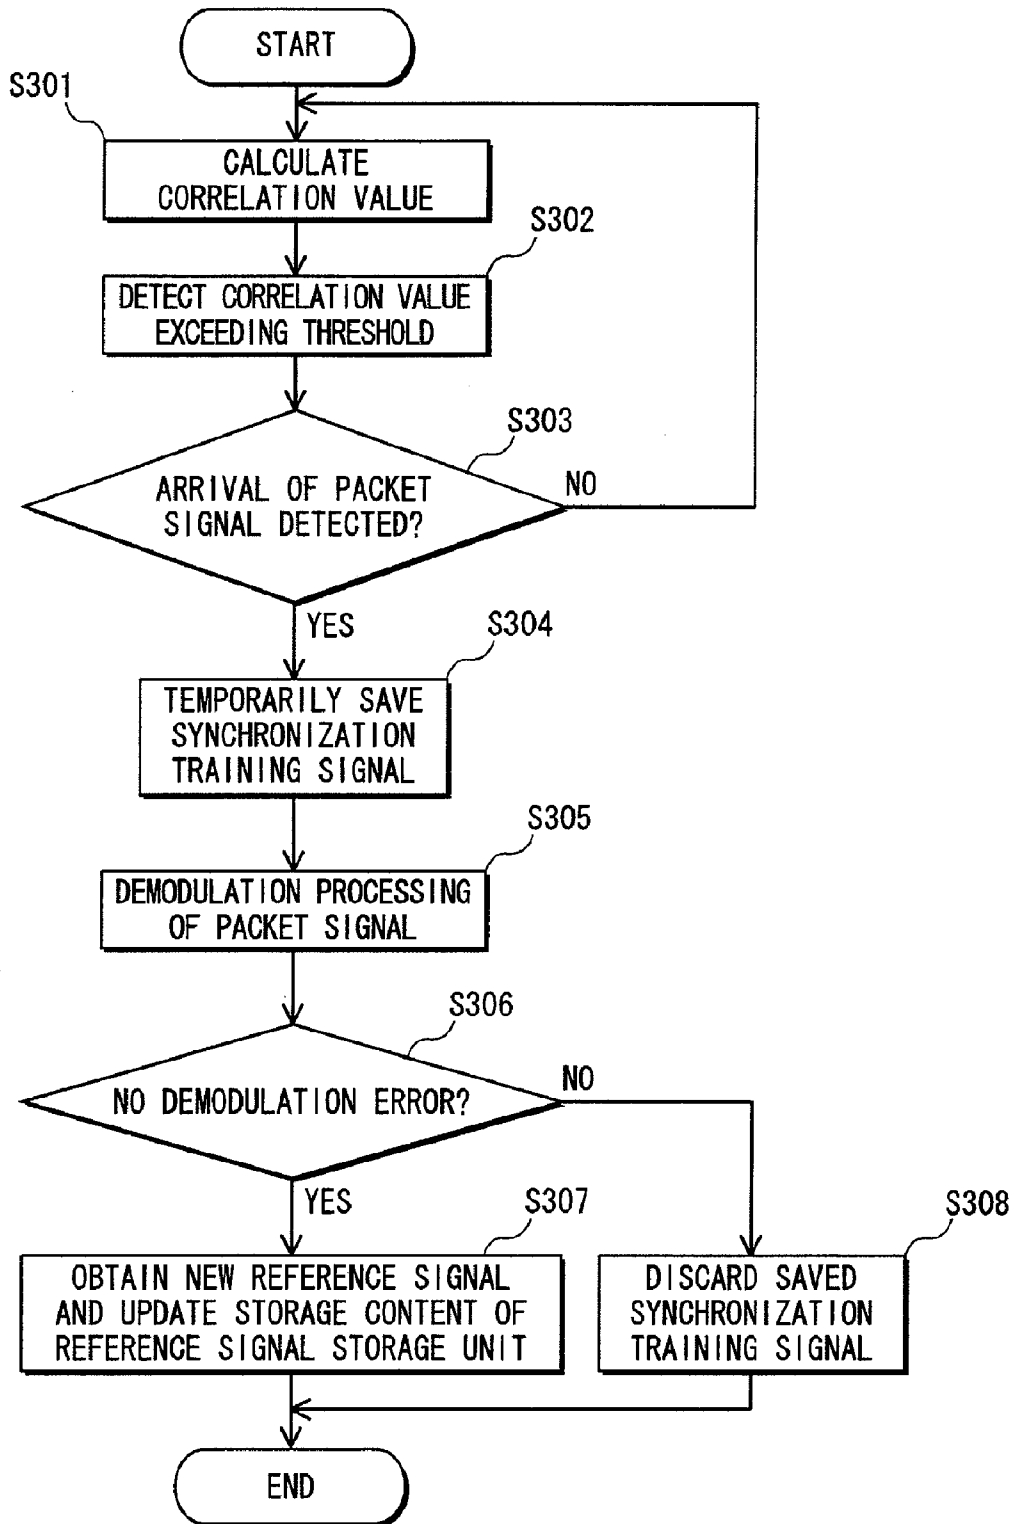 START
S301
CALCULATE
CORRELATION VALUE
S302
DETECT CORRELATION VALUE
EXCEEDING THRESHOLD
S303
ARRIVAL OF PACKET
SIGNAL DETECTED?
NO
YES
S304
TEMPORARILY SAVE
SYNCHRONIZATION
TRAINING SIGNAL
S305
DEMODULATION PROCESSING
OF PACKET SIGNAL
S306
NO DEMODULATION ERROR?
NO
YES
S307
OBTAIN NEW REFERENCE SIGNAL
AND UPDATE STORAGE CONTENT OF
REFERENCE SIGNAL STORAGE UNIT
S308
DISCARD SAVED
SYNCHRONIZATION
TRAINING SIGNAL
END